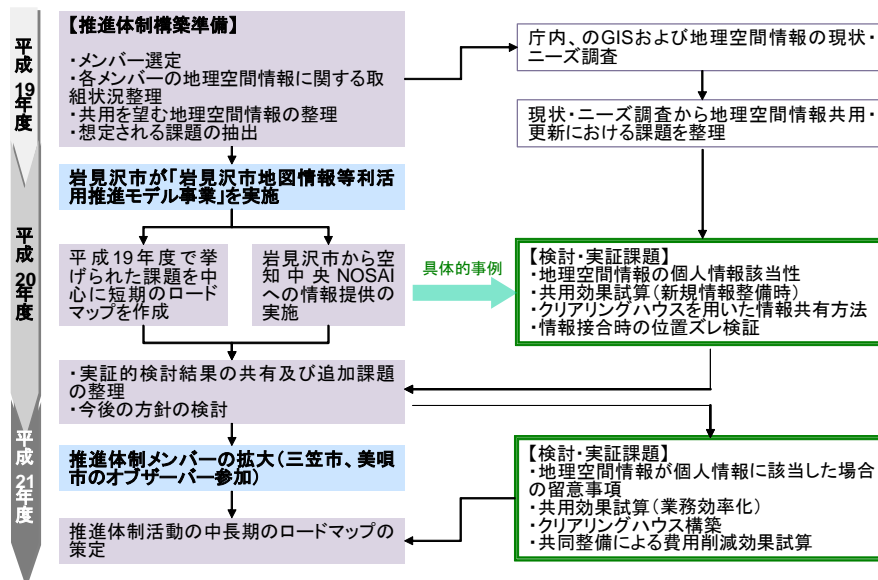 平成19年度
【推進体制構築準備】
・メンバー選定
・各メンバーの地理空間情報に関する取
組状況整理
・共用を望む地理空間情報の整理
・想定される課題の抽出
庁内、のGISおよび地理空間情報の現状・
ニーズ調査
現状・ニーズ調査から地理空間情報共用・
更新における課題を整理
岩見沢市が「岩見沢市地図情報等利活
用推進モデル事業」を実施
平成20年度
平成19年度で挙
げられた課題を中
心に短期のロード
マップを作成
岩見沢市から空
知中央NOSAI
への情報提供の
実施
具体的事例
【検討・実証課題】
・地理空間情報の個人情報該当性
・共用効果試算（新規情報整備時）
・クリアリングハウスを用いた情報共有方法
・情報接合時の位置ズレ検証
・実証的検討結果の共有及び追加課題
の整理
・今後の方針の検討
平成21年度
推進体制メンバーの拡大（三笠市、美唄
市のオブザーバー参加）
推進体制活動の中長期のロードマップの
策定
【検討・実証課題】
・地理空間情報が個人情報に該当した場合
の留意事項
・共用効果試算（業務効率化）
・クリアリングハウス構築
・共同整備による費用削減効果試算